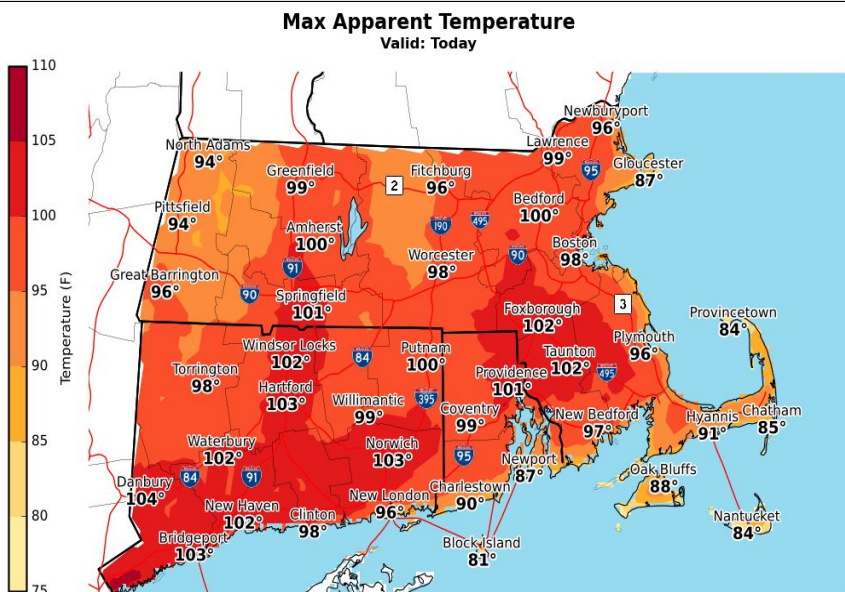 Max Apparent Temperature
Valid: Today
110
105
100
95
90
85
80
75
Temperature (F)
Newburyport
96°
North Adams
94°
Lawrence
99°
Greenfield
99°
Fitchburg
96°
95
Gloucester
87°
2
Pittsfield
94°
Bedford
100°
Amherst
100°
190
495
Boston
98°
Worcester
98°
90
Great Barrington
96°
91
90
Springfield
101°
Foxborough
102°
3
Provincetown
84°
Windsor Locks
102°
84
Putnam
100°
Taunton
102°
Plymouth
96°
Torrington
98°
Providence
101°
495
Hartford
103°
Willimantic
99°
395
Coventry
99°
New Bedford
97°
Hyannis
91°
Chatham
85°
Waterbury
102°
Norwich
103°
95
Newport
87°
Oak Bluffs
88°
Danbury
104°
84
91
New London
96°
Charlestown
90°
New Haven
102°
Clinton
98°
Nantucket
84°
Bridgeport
103°
Block Island
81°